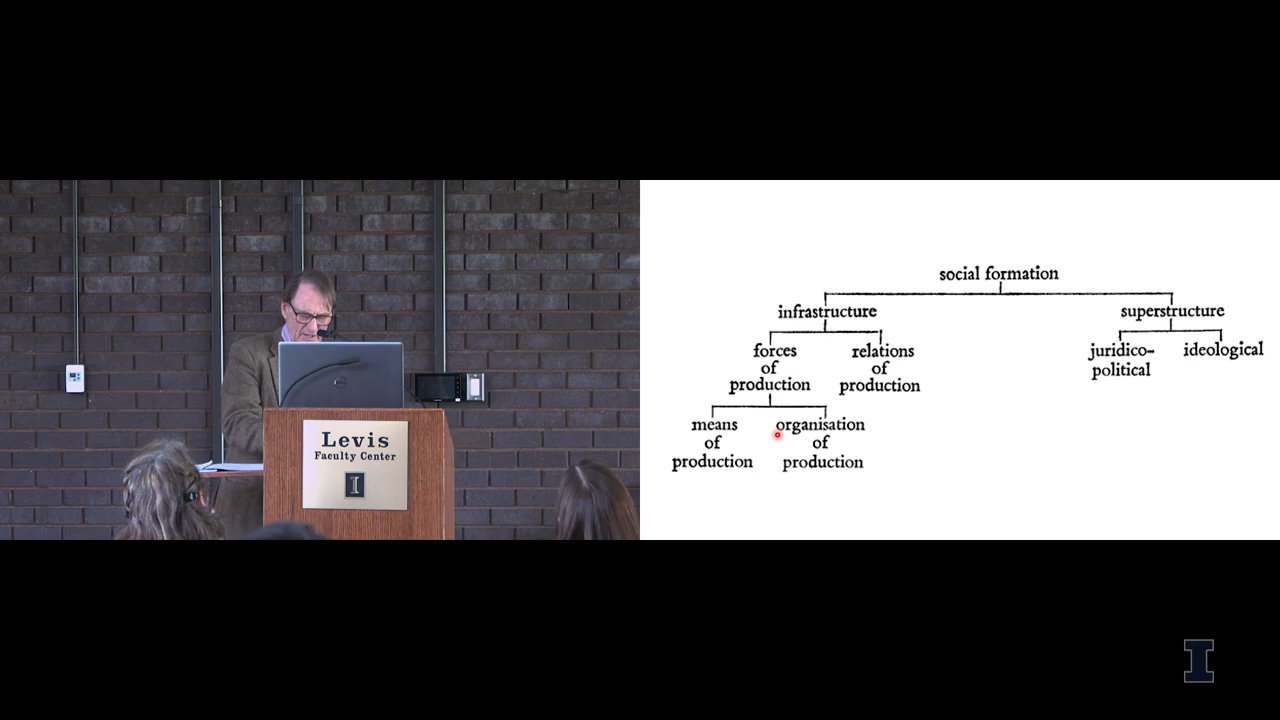 Levis
Faculty Center
I
social formation
infrastructure
superstructure
forces
of
production
relations
of
production
juridico-
political
ideological
means
of
production
organisation
of
production
I